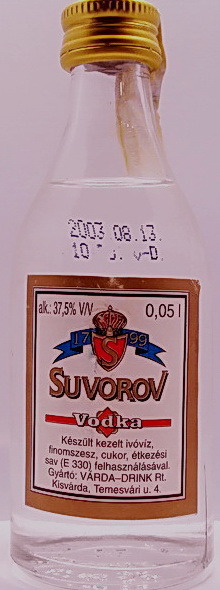 2003 08.13.
10
alk.: 37,5% V/V 0,05 l
17 S 99
SUVOROV
Vodka
Készült kezelt ivóvíz,
finomszesz, cukor, étkezési
sav (E 330) felhasználásával.
Gyártó: VÁRDA–DRINK Rt.
Kisvárda, Temesvári u. 4.